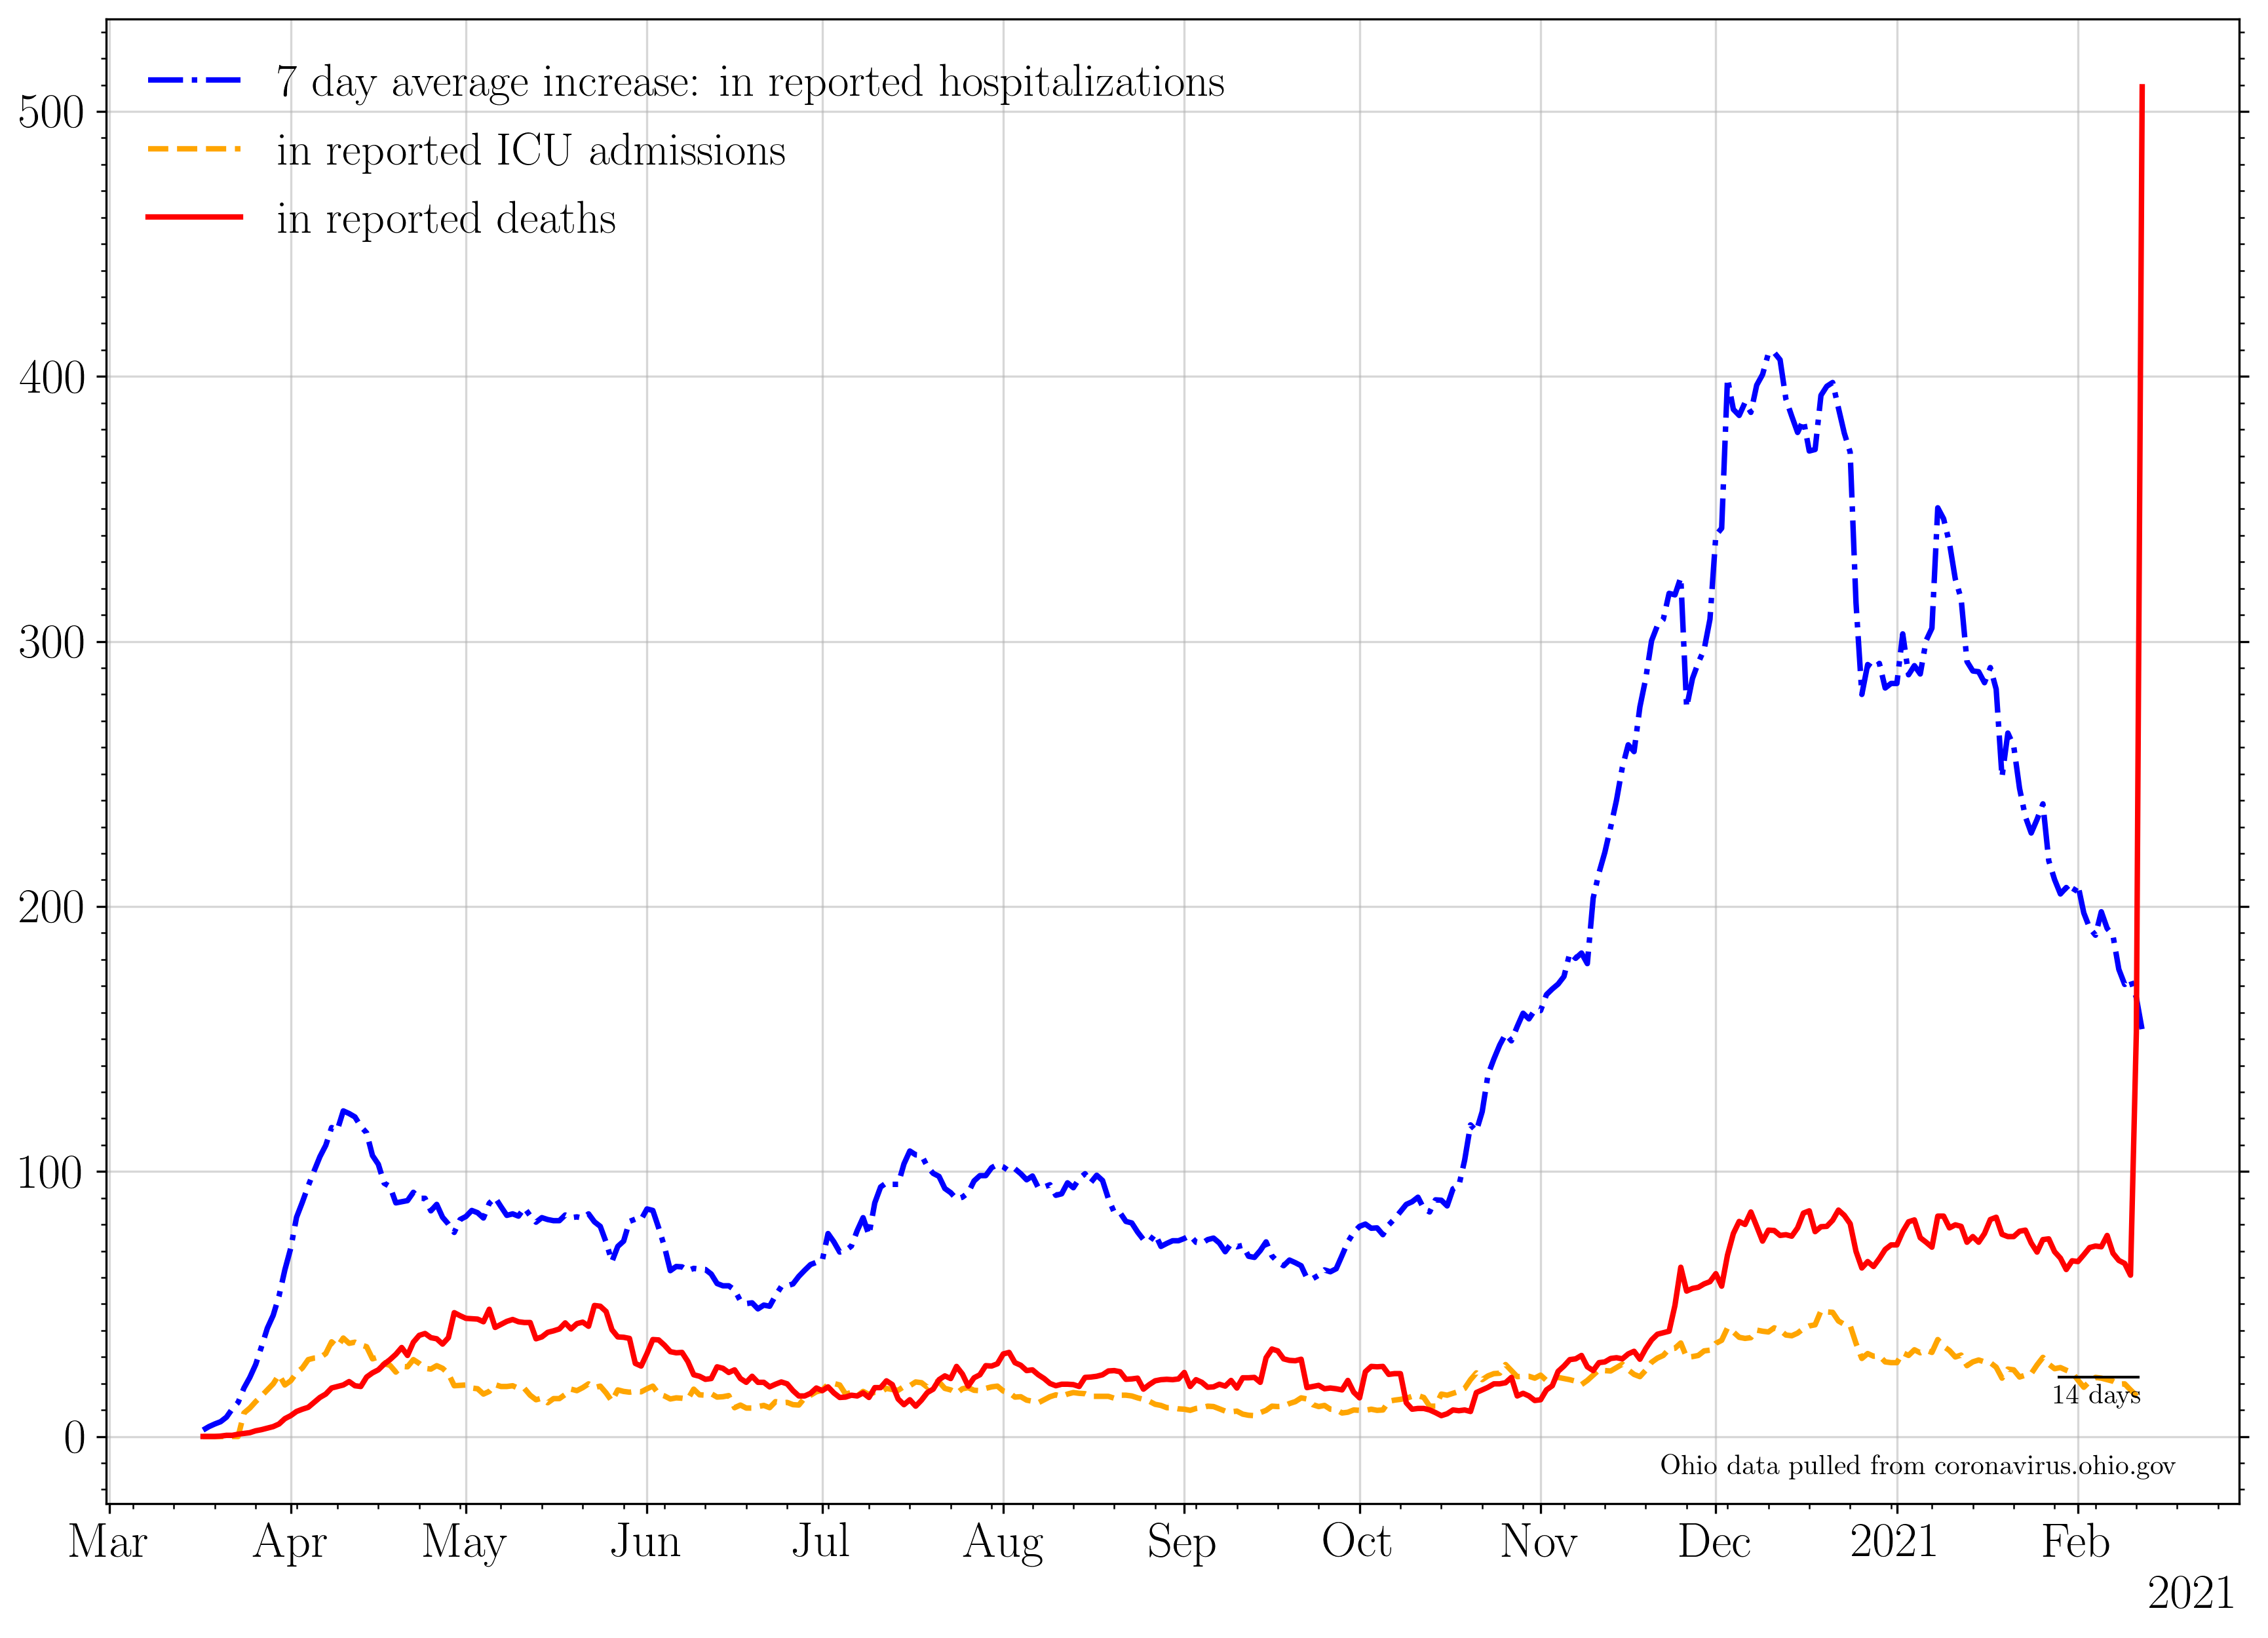 7 day average increase: in reported hospitalizations
in reported ICU admissions
in reported deaths
500
400
300
200
100
0
14 days
Ohio data pulled from coronavirus.ohio.gov
Mar Apr May Jun Jul Aug Sep Oct Nov Dec 2021 Feb
2021